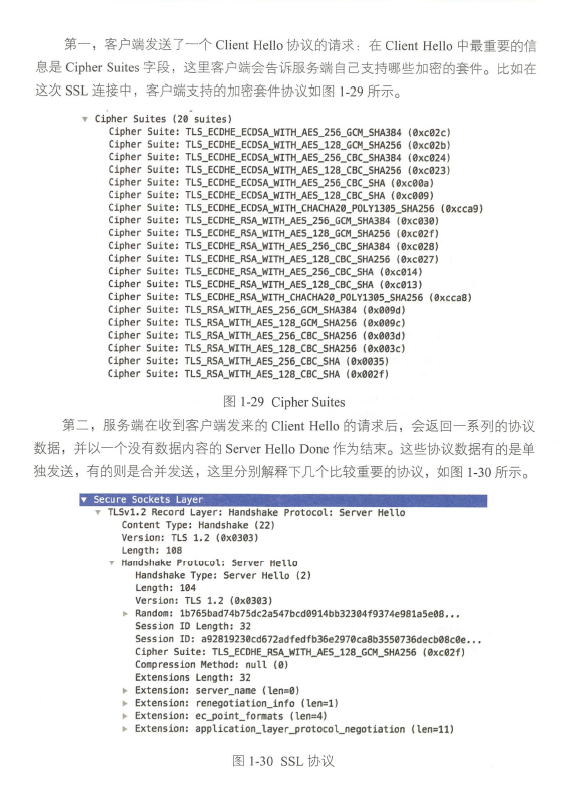 第一，客户端发送了一个 Client Hello 协议的请求：在 Client Hello 中最重要的信
息是 Cipher Suites 字段，这里客户端会告诉服务端自己支持哪些加密的套件。比如在
这次 SSL 连接中，客户端支持的加密套件协议如图 1-29 所示。
▼ Cipher Suites (20 suites)
Cipher Suite: TLS_ECDHE_ECDSA_WITH_AES_256_GCM_SHA384 (0xc02c)
Cipher Suite: TLS_ECDHE_ECDSA_WITH_AES_128_GCM_SHA256 (0xc02b)
Cipher Suite: TLS_ECDHE_ECDSA_WITH_AES_256_CBC_SHA384 (0xc024)
Cipher Suite: TLS_ECDHE_ECDSA_WITH_AES_128_CBC_SHA256 (0xc023)
Cipher Suite: TLS_ECDHE_ECDSA_WITH_AES_256_CBC_SHA (0xc00a)
Cipher Suite: TLS_ECDHE_ECDSA_WITH_AES_128_CBC_SHA (0xc009)
Cipher Suite: TLS_ECDHE_ECDSA_WITH_CHACHA20_POLY1305_SHA256 (0xcca9)
Cipher Suite: TLS_ECDHE_RSA_WITH_AES_256_GCM_SHA384 (0xc030)
Cipher Suite: TLS_ECDHE_RSA_WITH_AES_128_GCM_SHA256 (0xc02f)
Cipher Suite: TLS_ECDHE_RSA_WITH_AES_256_CBC_SHA384 (0xc028)
Cipher Suite: TLS_ECDHE_RSA_WITH_AES_128_CBC_SHA256 (0xc027)
Cipher Suite: TLS_ECDHE_RSA_WITH_AES_256_CBC_SHA (0xc014)
Cipher Suite: TLS_ECDHE_RSA_WITH_AES_128_CBC_SHA (0xc013)
Cipher Suite: TLS_ECDHE_RSA_WITH_CHACHA20_POLY1305_SHA256 (0xcca8)
Cipher Suite: TLS_RSA_WITH_AES_256_GCM_SHA384 (0x009d)
Cipher Suite: TLS_RSA_WITH_AES_128_GCM_SHA256 (0x009c)
Cipher Suite: TLS_RSA_WITH_AES_256_CBC_SHA256 (0x003d)
Cipher Suite: TLS_RSA_WITH_AES_128_CBC_SHA256 (0x003c)
Cipher Suite: TLS_RSA_WITH_AES_256_CBC_SHA (0x0035)
Cipher Suite: TLS_RSA_WITH_AES_128_CBC_SHA (0x002f)
图 1-29 Cipher Suites
第二，服务端在收到客户端发来的 Client Hello 的请求后，会返回一系列的协议
数据，并以一个没有数据内容的 Server Hello Done 作为结束。这些协议数据有的是单
独发送，有的则是合并发送，这里分别解释下几个比较重要的协议，如图 1-30 所示。
▼ Secure Sockets Layer
▼ TLSv1.2 Record Layer: Handshake Protocol: Server Hello
Content Type: Handshake (22)
Version: TLS 1.2 (0x0303)
Length: 108
▼ Handshake Protocol: Server Hello
Handshake Type: Server Hello (2)
Length: 104
Version: TLS 1.2 (0x0303)
▶ Random: 1b765bad74b75dc2a547bcd0914bb32304f9374e981a5e08...
Session ID Length: 32
Session ID: a92819230cd672adfedfb36e2970ca8b3550736decb08c0e...
Cipher Suite: TLS_ECDHE_RSA_WITH_AES_128_GCM_SHA256 (0xc02f)
Compression Method: null (0)
Extensions Length: 32
▶ Extension: server_name (len=0)
▶ Extension: renegotiation_info (len=1)
▶ Extension: ec_point_formats (len=4)
▶ Extension: application_layer_protocol_negotiation (len=11)
图 1-30 SSL 协议